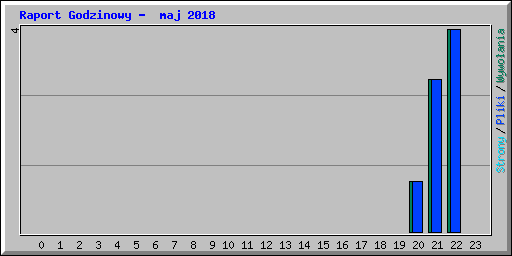 Raport Godzinowy - maj 2018
4
Strony / Pliki / Wywolania
0 1 2 3 4 5 6 7 8 9 10 11 12 13 14 15 16 17 18 19 20 21 22 23